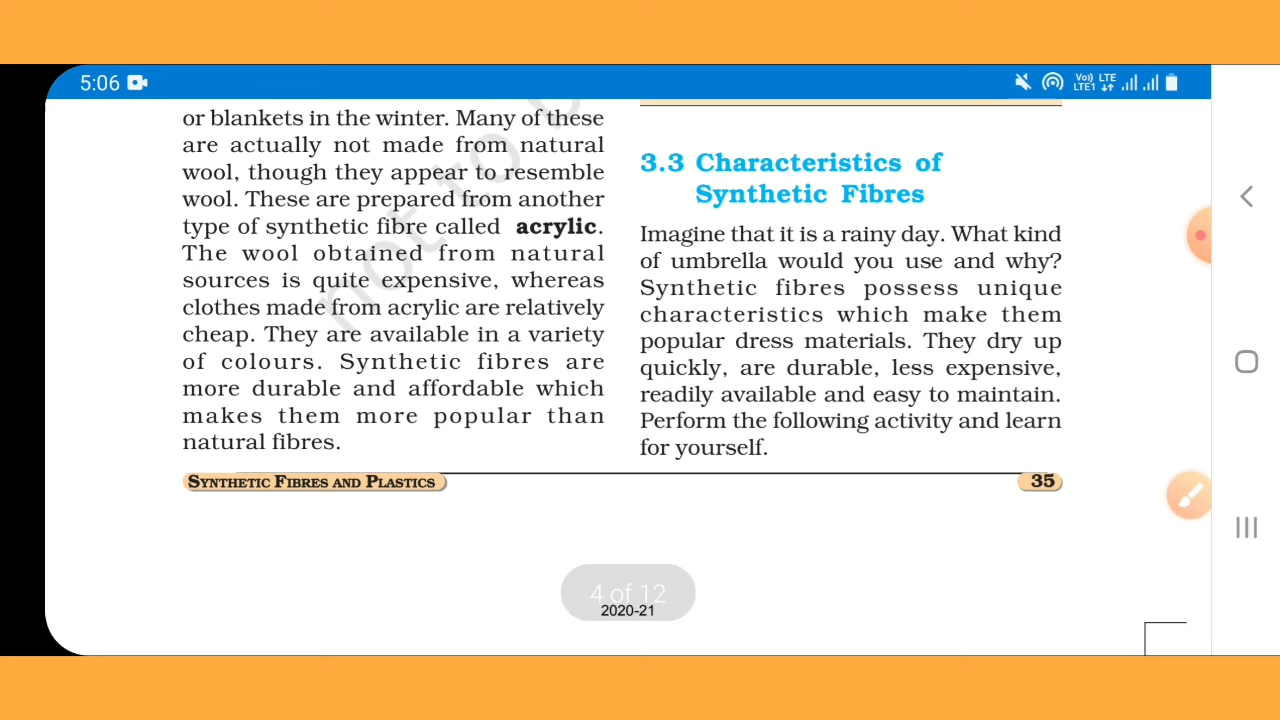 5:06
Vo)) LTE
LTE1
or blankets in the winter. Many of these
are actually not made from natural
wool, though they appear to resemble
wool. These are prepared from another
type of synthetic fibre called acrylic.
The wool obtained from natural
sources is quite expensive, whereas
clothes made from acrylic are relatively
cheap. They are available in a variety
of colours. Synthetic fibres are
more durable and affordable which
makes them more popular than
natural fibres.
not to b
3.3 Characteristics of
Synthetic Fibres
Imagine that it is a rainy day. What kind
of umbrella would you use and why?
Synthetic fibres possess unique
characteristics which make them
popular dress materials. They dry up
quickly, are durable, less expensive,
readily available and easy to maintain.
Perform the following activity and learn
for yourself.
SYNTHETIC FIBRES AND PLASTICS
35
4 of 12
2020-21